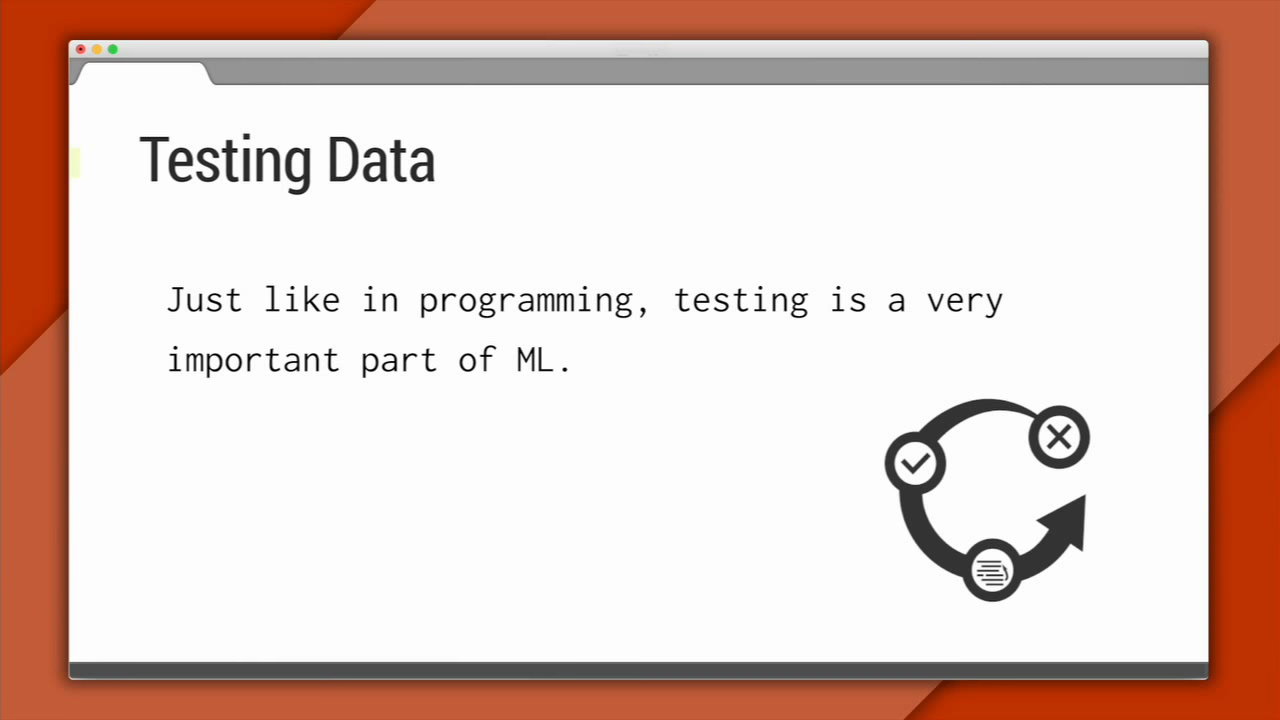 Testing Data
Just like in programming, testing is a very
important part of ML.